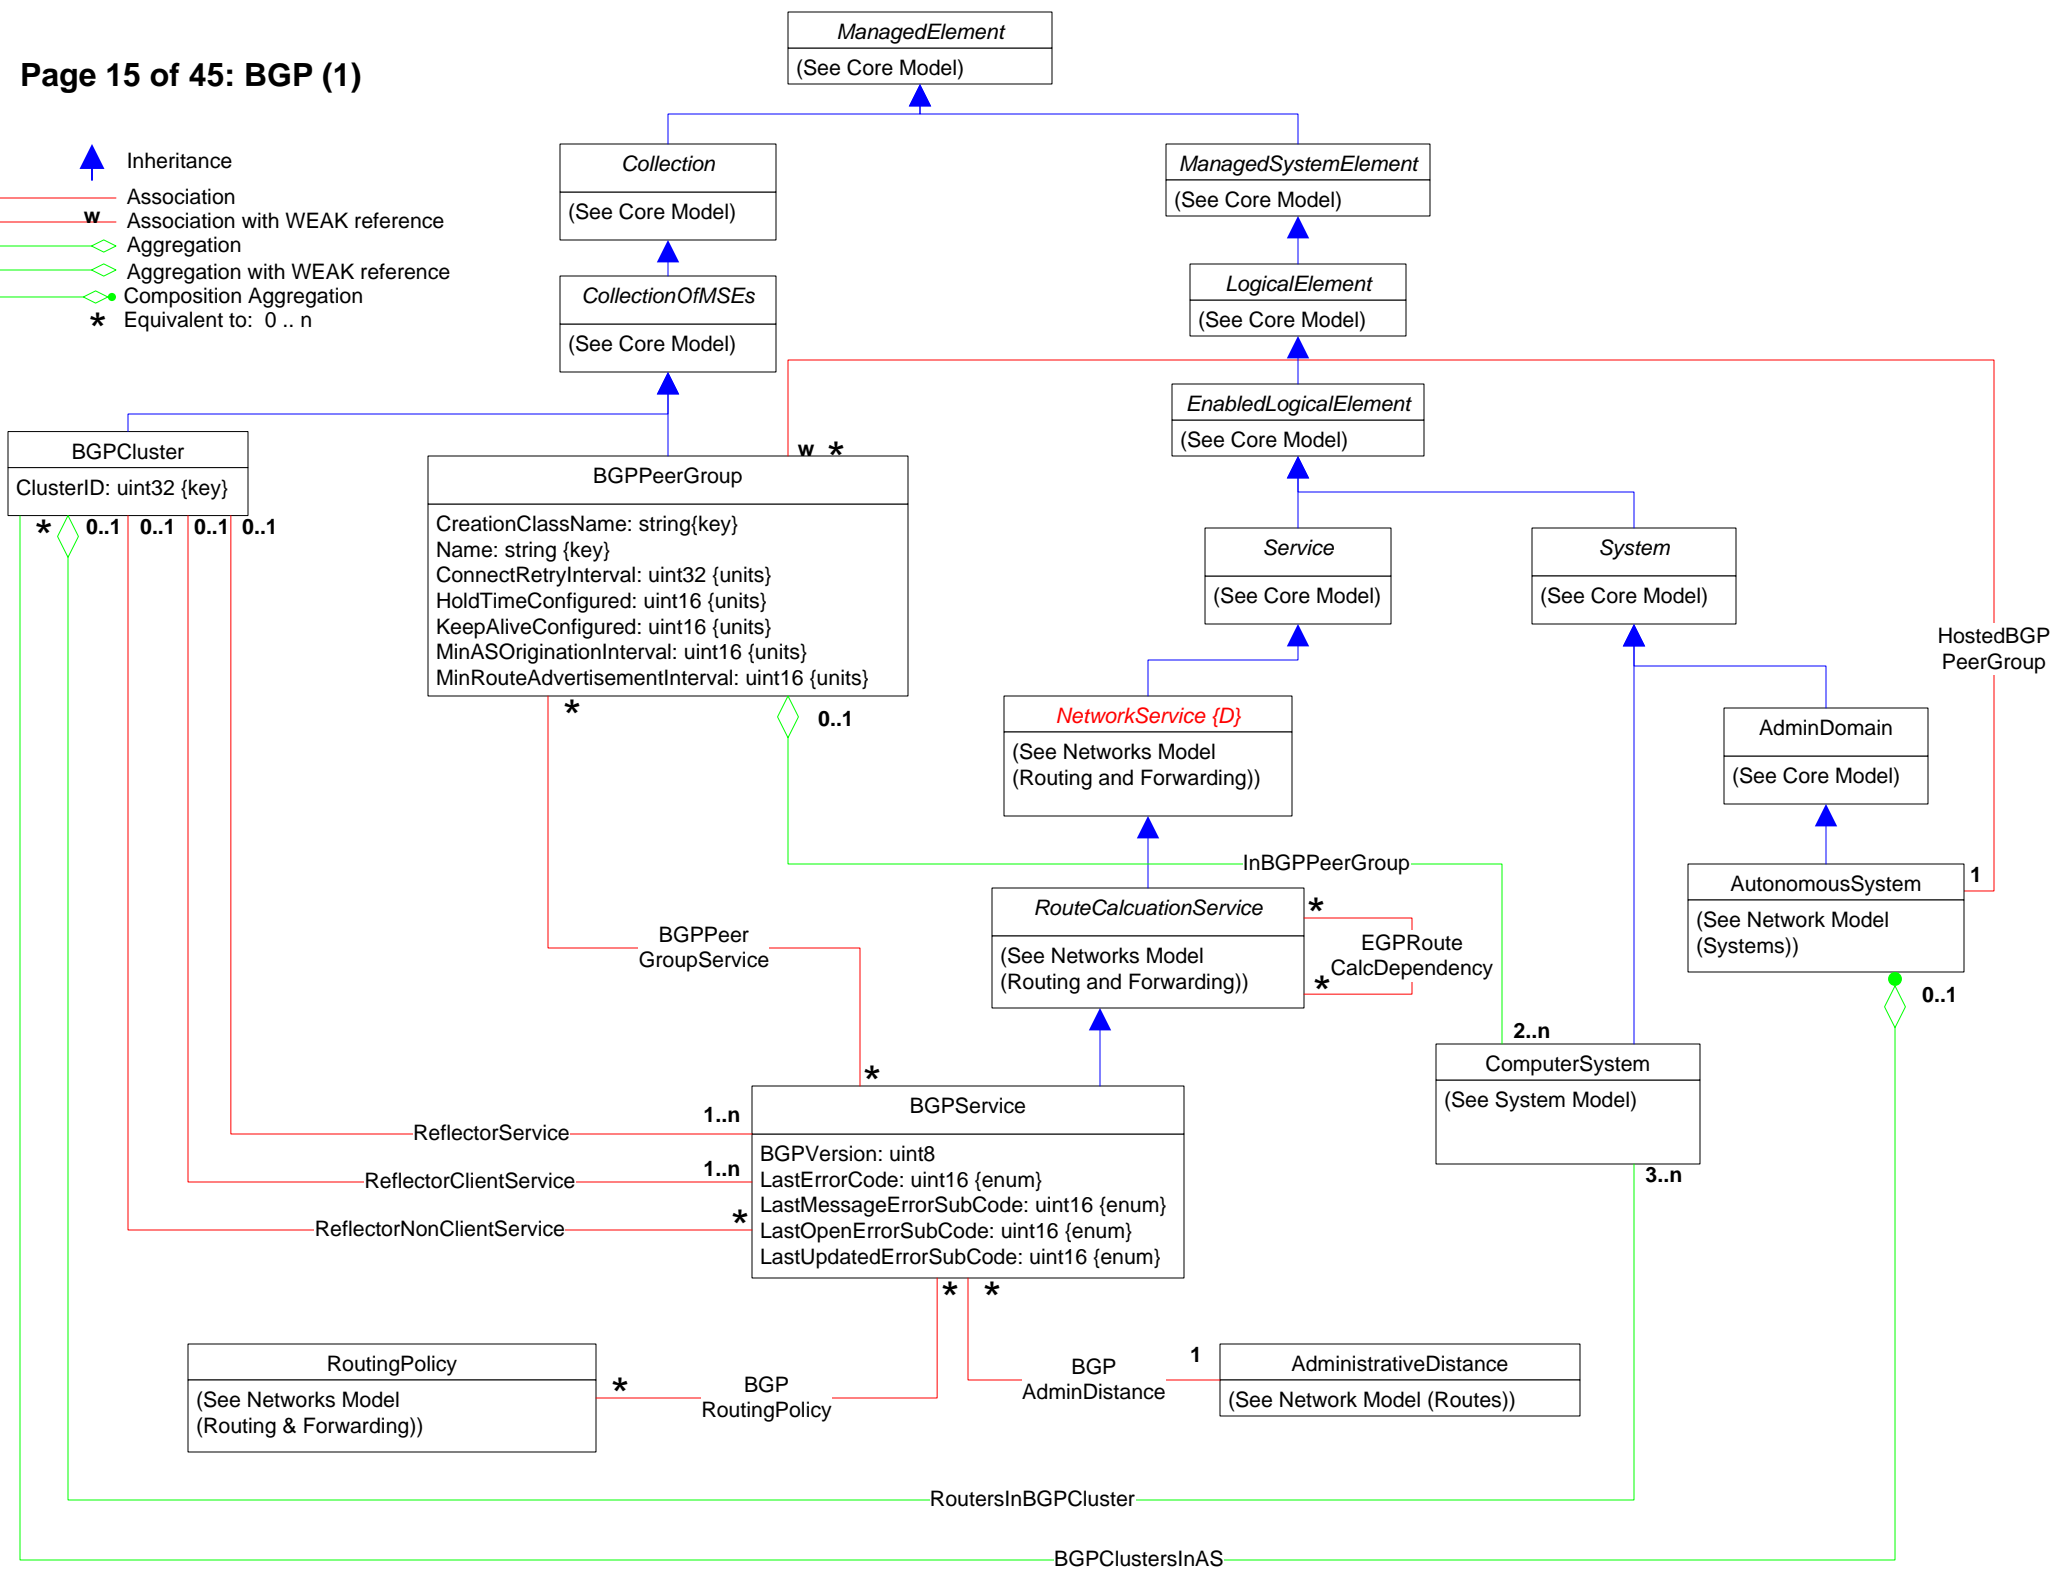 Page 15 of 45: BGP (1)
Inheritance
Association
w
Association with WEAK reference
Aggregation
Aggregation with WEAK reference
Composition Aggregation
* Equivalent to: 0 .. n
ManagedElement
(See Core Model)
Collection
(See Core Model)
ManagedSystemElement
(See Core Model)
CollectionOfMSEs
(See Core Model)
LogicalElement
(See Core Model)
EnabledLogicalElement
(See Core Model)
BGPCluster
ClusterID: uint32 {key}
* 0..1 0..1 0..1 0..1
w *
BGPPeerGroup
CreationClassName: string{key}
Name: string {key}
ConnectRetryInterval: uint32 {units}
HoldTimeConfigured: uint16 {units}
KeepAliveConfigured: uint16 {units}
MinASOriginationInterval: uint16 {units}
MinRouteAdvertisementInterval: uint16 {units}
*
0..1
Service
(See Core Model)
System
(See Core Model)
HostedBGP
PeerGroup
NetworkService {D}
(See Networks Model
(Routing and Forwarding))
AdminDomain
(See Core Model)
InBGPPeerGroup
AutonomousSystem
(See Network Model
(Systems))
1
0..1
RouteCalcuationService
(See Networks Model
(Routing and Forwarding))
*
EGPRoute
CalcDependency
*
BGPPeer
GroupService
*
2..n
ComputerSystem
(See System Model)
3..n
BGPService
BGPVersion: uint8
LastErrorCode: uint16 {enum}
LastMessageErrorSubCode: uint16 {enum}
LastOpenErrorSubCode: uint16 {enum}
LastUpdatedErrorSubCode: uint16 {enum}
1..n
ReflectorService
1..n
ReflectorClientService
*
ReflectorNonClientService
* *
RoutingPolicy
(See Networks Model
(Routing & Forwarding))
*
BGP
RoutingPolicy
BGP
AdminDistance
1
AdministrativeDistance
(See Network Model (Routes))
RoutersInBGPCluster
BGPClustersInAS